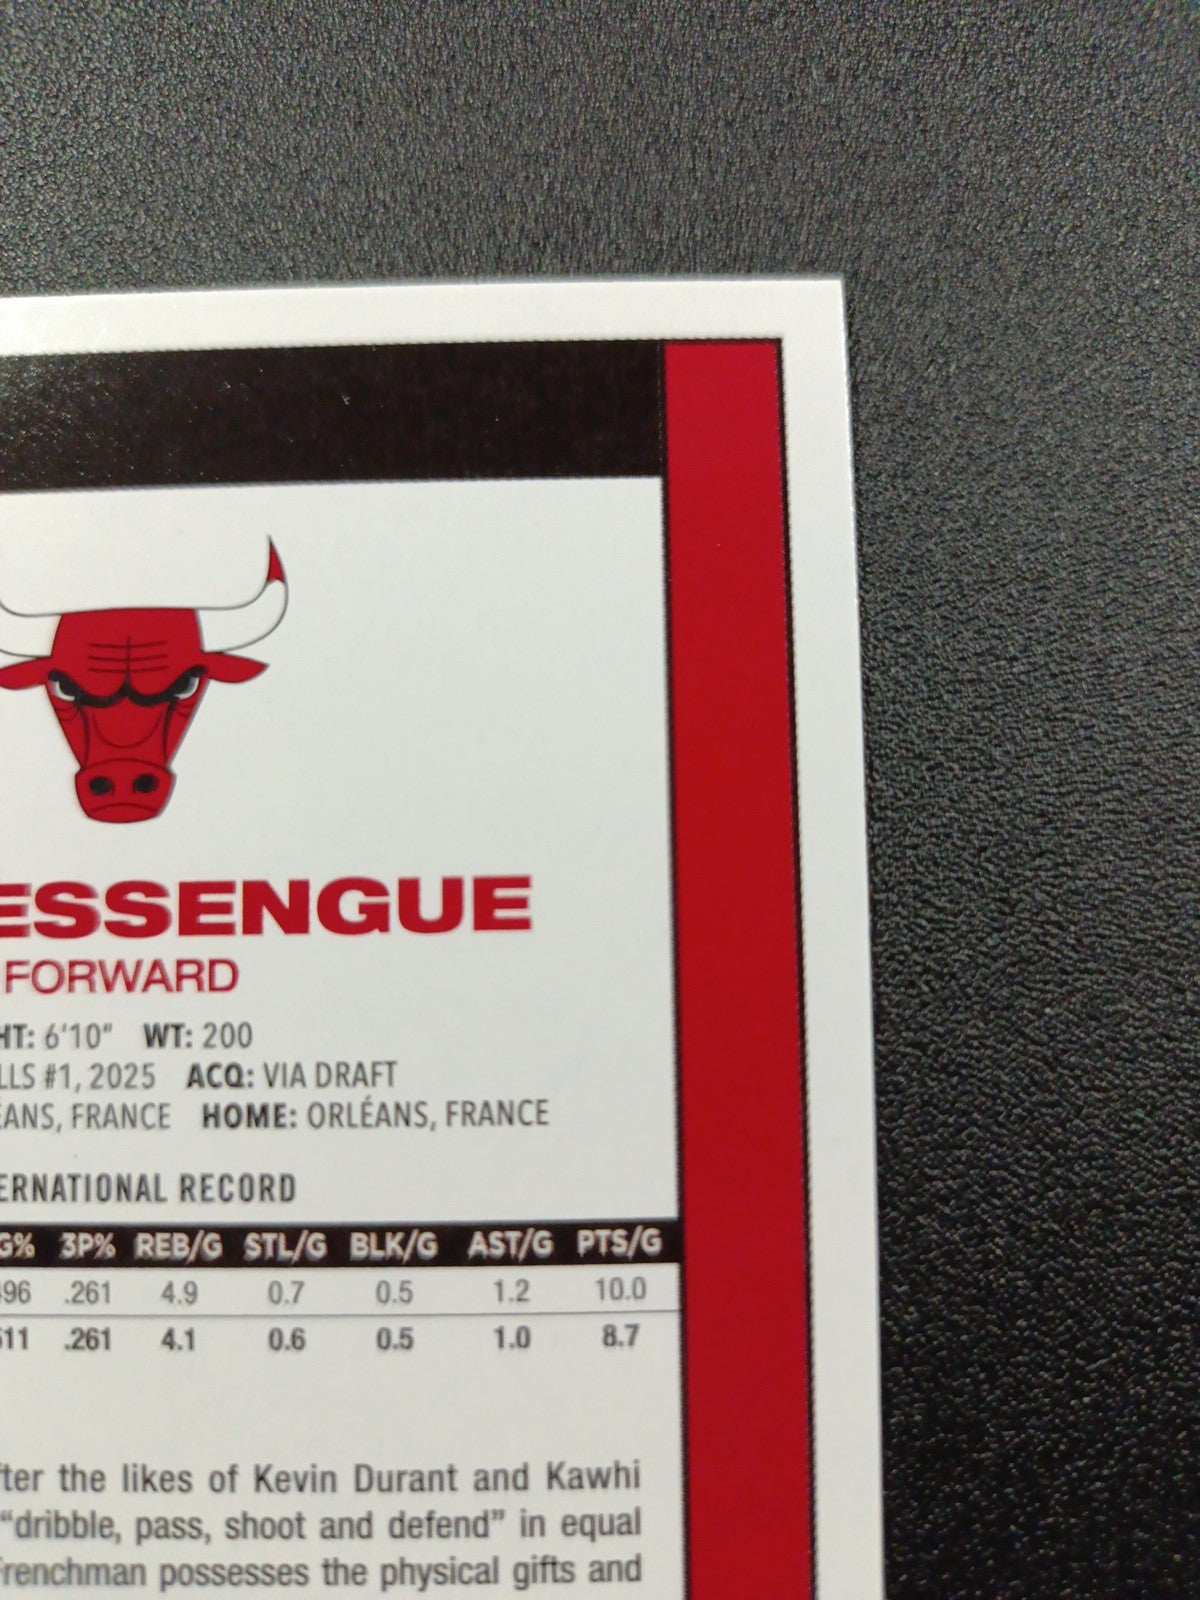 ESSENGUE
FORWARD
HT: 6'10" WT: 200
LLS #1, 2025 ACQ: VIA DRAFT
ÉANS, FRANCE HOME: ORLÉANS, FRANCE
ERNATIONAL RECORD
G% 3P% REB/G STL/G BLK/G AST/G PTS/G
496 .261 4.9 0.7 0.5 1.2 10.0
511 .261 4.1 0.6 0.5 1.0 8.7
fter the likes of Kevin Durant and Kawhi
"dribble, pass, shoot and defend" in equal
Frenchman possesses the physical gifts and